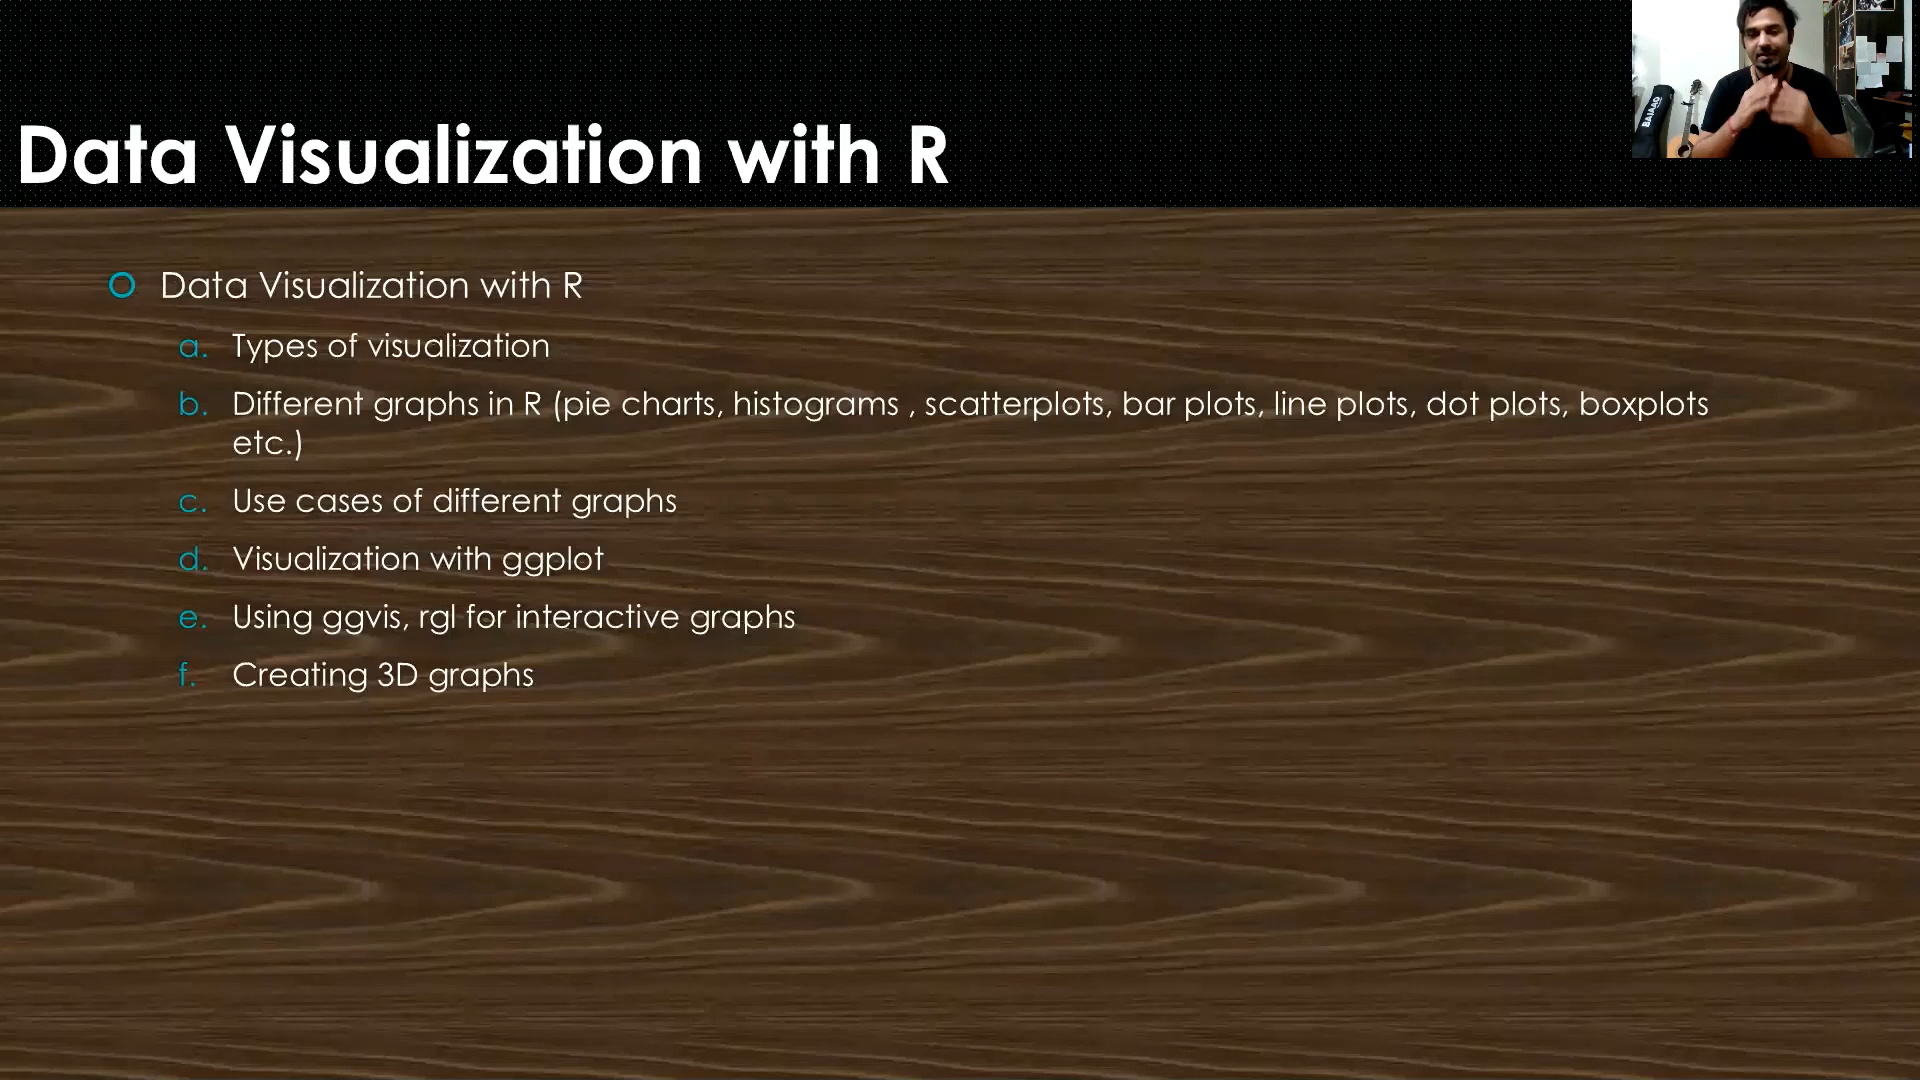 Data Visualization with R
Data Visualization with R
a. Types of visualization
b. Different graphs in R (pie charts, histograms , scatterplots, bar plots, line plots, dot plots, boxplots
etc.)
c. Use cases of different graphs
d. Visualization with ggplot
e. Using ggvis, rgl for interactive graphs
f. Creating 3D graphs